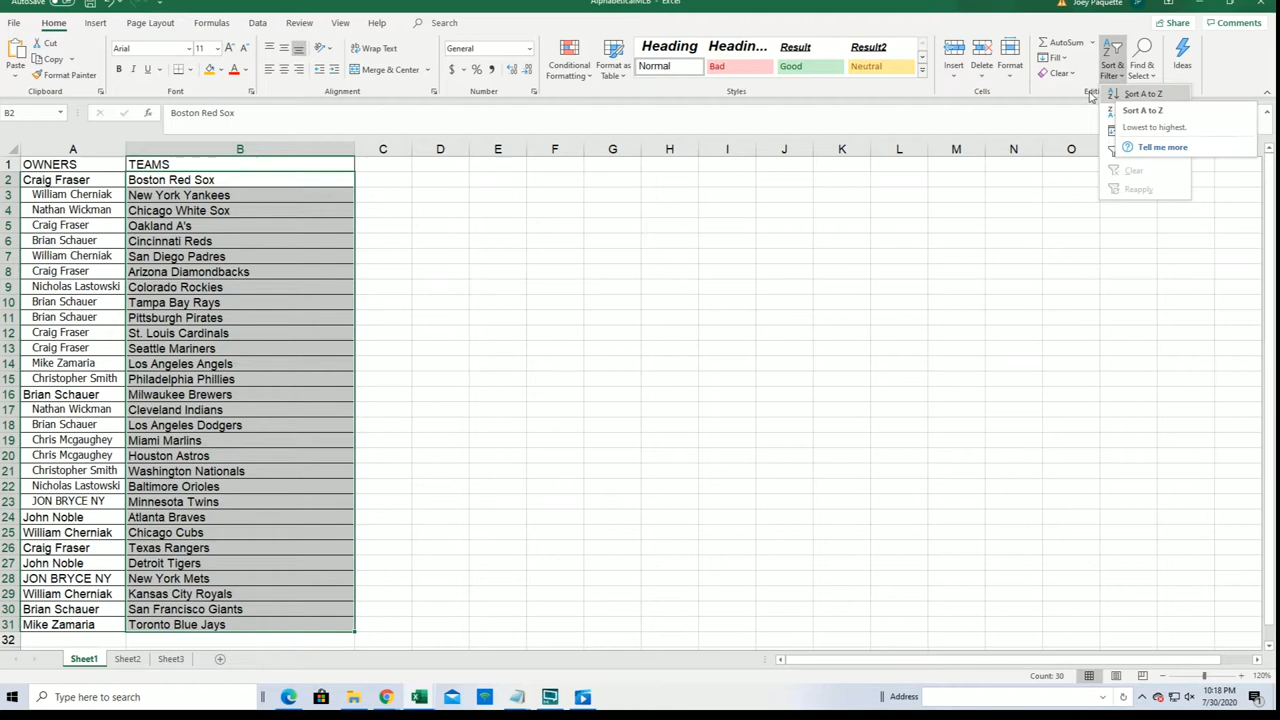 AutoSave
AlphabeticalMLB - Excel
Joey Paquette
File Home Insert Page Layout Formulas Data Review View Help Search Share Comments
Paste Cut Copy Format Painter Clipboard
Arial 11 Font
Wrap Text Merge & Center Alignment
General Number
Conditional Formatting Format as Table
Heading Headin... Result Result2
Normal Bad Good Neutral
Styles
Insert Delete Format Cells
AutoSum Fill Clear Sort & Filter Find & Select Ideas
Sort A to Z
Sort A to Z
Lowest to highest.
Tell me more
Clear
Reapply
B2 fx Boston Red Sox
A B C D E F G H I J K L M N O
1 OWNERS TEAMS
2 Craig Fraser Boston Red Sox
3 William Cherniak New York Yankees
4 Nathan Wickman Chicago White Sox
5 Craig Fraser Oakland A's
6 Brian Schauer Cincinnati Reds
7 William Cherniak San Diego Padres
8 Craig Fraser Arizona Diamondbacks
9 Nicholas Lastowski Colorado Rockies
10 Brian Schauer Tampa Bay Rays
11 Brian Schauer Pittsburgh Pirates
12 Craig Fraser St. Louis Cardinals
13 Craig Fraser Seattle Mariners
14 Mike Zamaria Los Angeles Angels
15 Christopher Smith Philadelphia Phillies
16 Brian Schauer Milwaukee Brewers
17 Nathan Wickman Cleveland Indians
18 Brian Schauer Los Angeles Dodgers
19 Chris Mcgaughey Miami Marlins
20 Chris Mcgaughey Houston Astros
21 Christopher Smith Washington Nationals
22 Nicholas Lastowski Baltimore Orioles
23 JON BRYCE NY Minnesota Twins
24 John Noble Atlanta Braves
25 William Cherniak Chicago Cubs
26 Craig Fraser Texas Rangers
27 John Noble Detroit Tigers
28 JON BRYCE NY New York Mets
29 William Cherniak Kansas City Royals
30 Brian Schauer San Francisco Giants
31 Mike Zamaria Toronto Blue Jays
32
Sheet1 Sheet2 Sheet3
Count: 30 120%
Type here to search Address 10:18 PM
7/30/2020